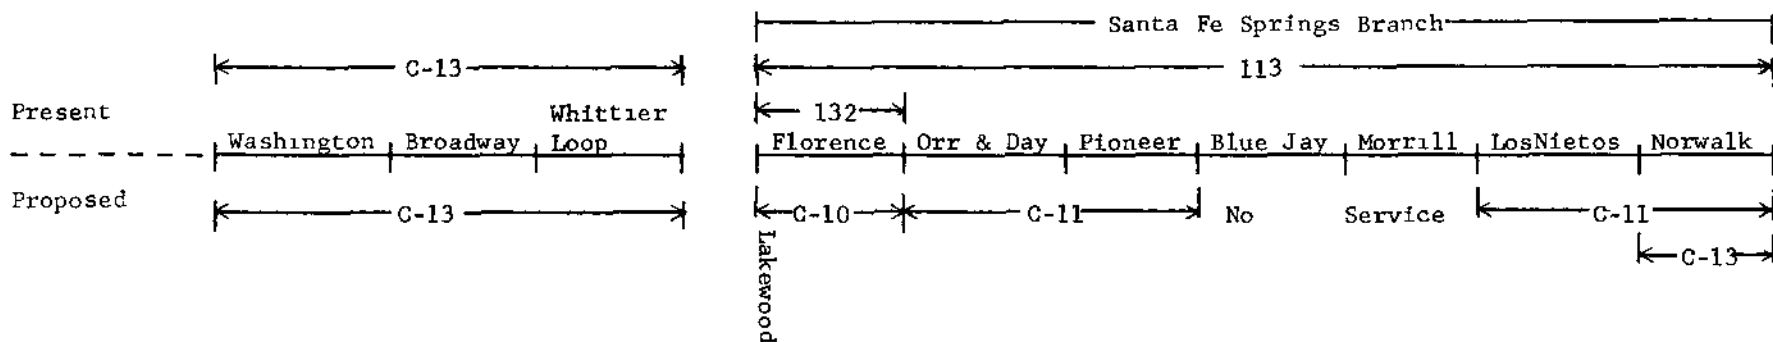 Santa Fe Springs Branch
C-13 113
Present 132
Whittier
Washington Broadway Loop Florence Orr & Day Pioneer Blue Jay Morrill LosNietos Norwalk
Proposed
C-13 C-10 C-11 No Service C-11
C-13
Lakewood